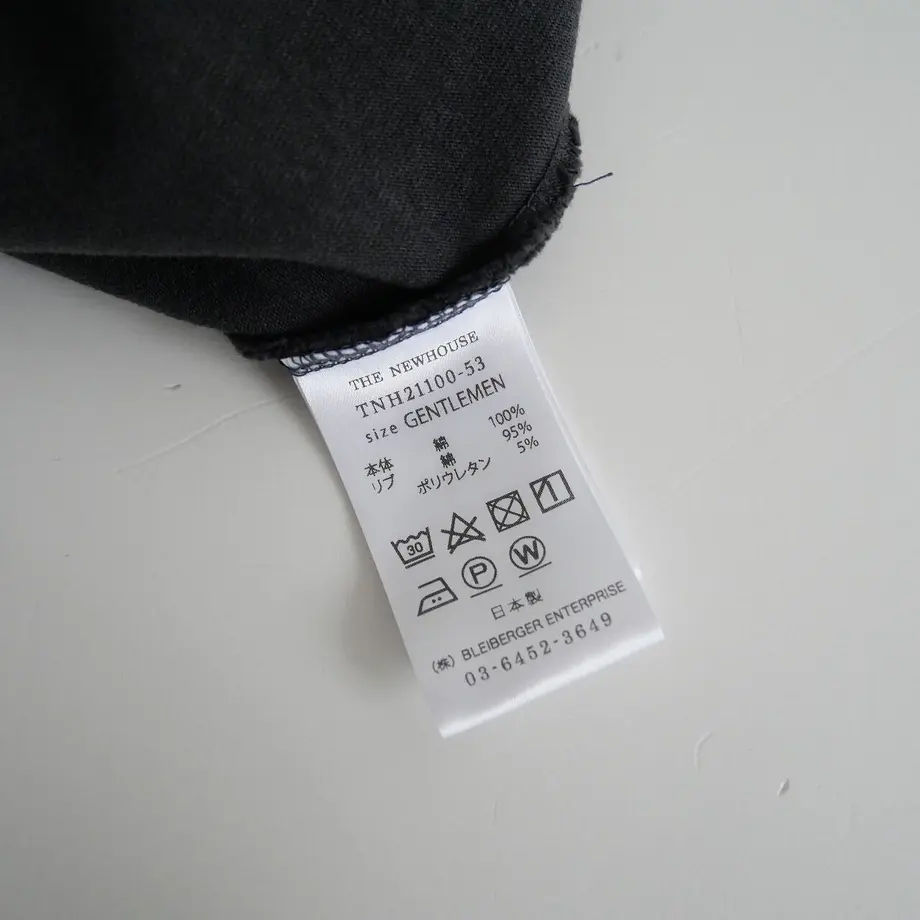 THE NEWHOUSE
TNH21100-53
size GENTLEMEN
本体 綿 100%
リブ 綿 95%
ポリウレタン 5%
30
P W
日本製
(株) BLEIBERGER ENTERPRISE
03-6452-3649